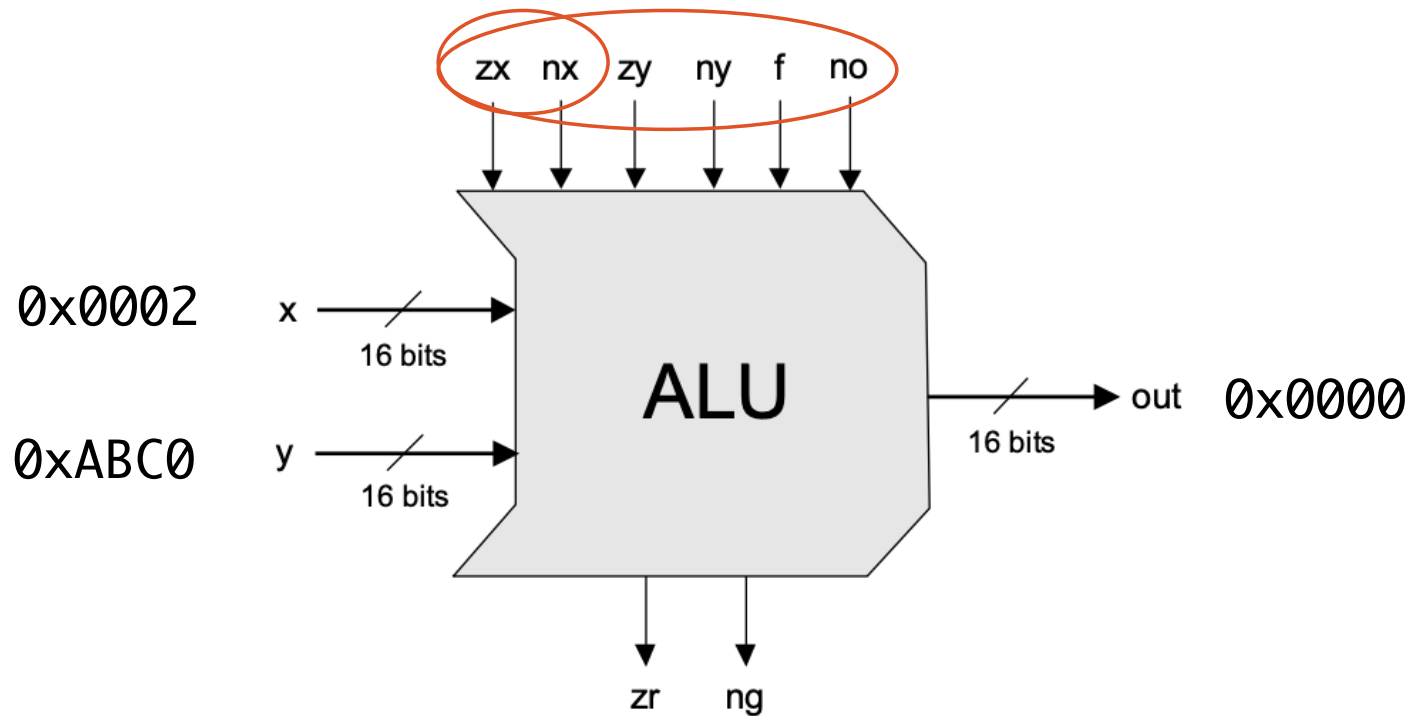 zx nx zy ny f no
0x0002 x
16 bits
ALU
out 0x0000
16 bits
0xABC0 y
16 bits
zr ng